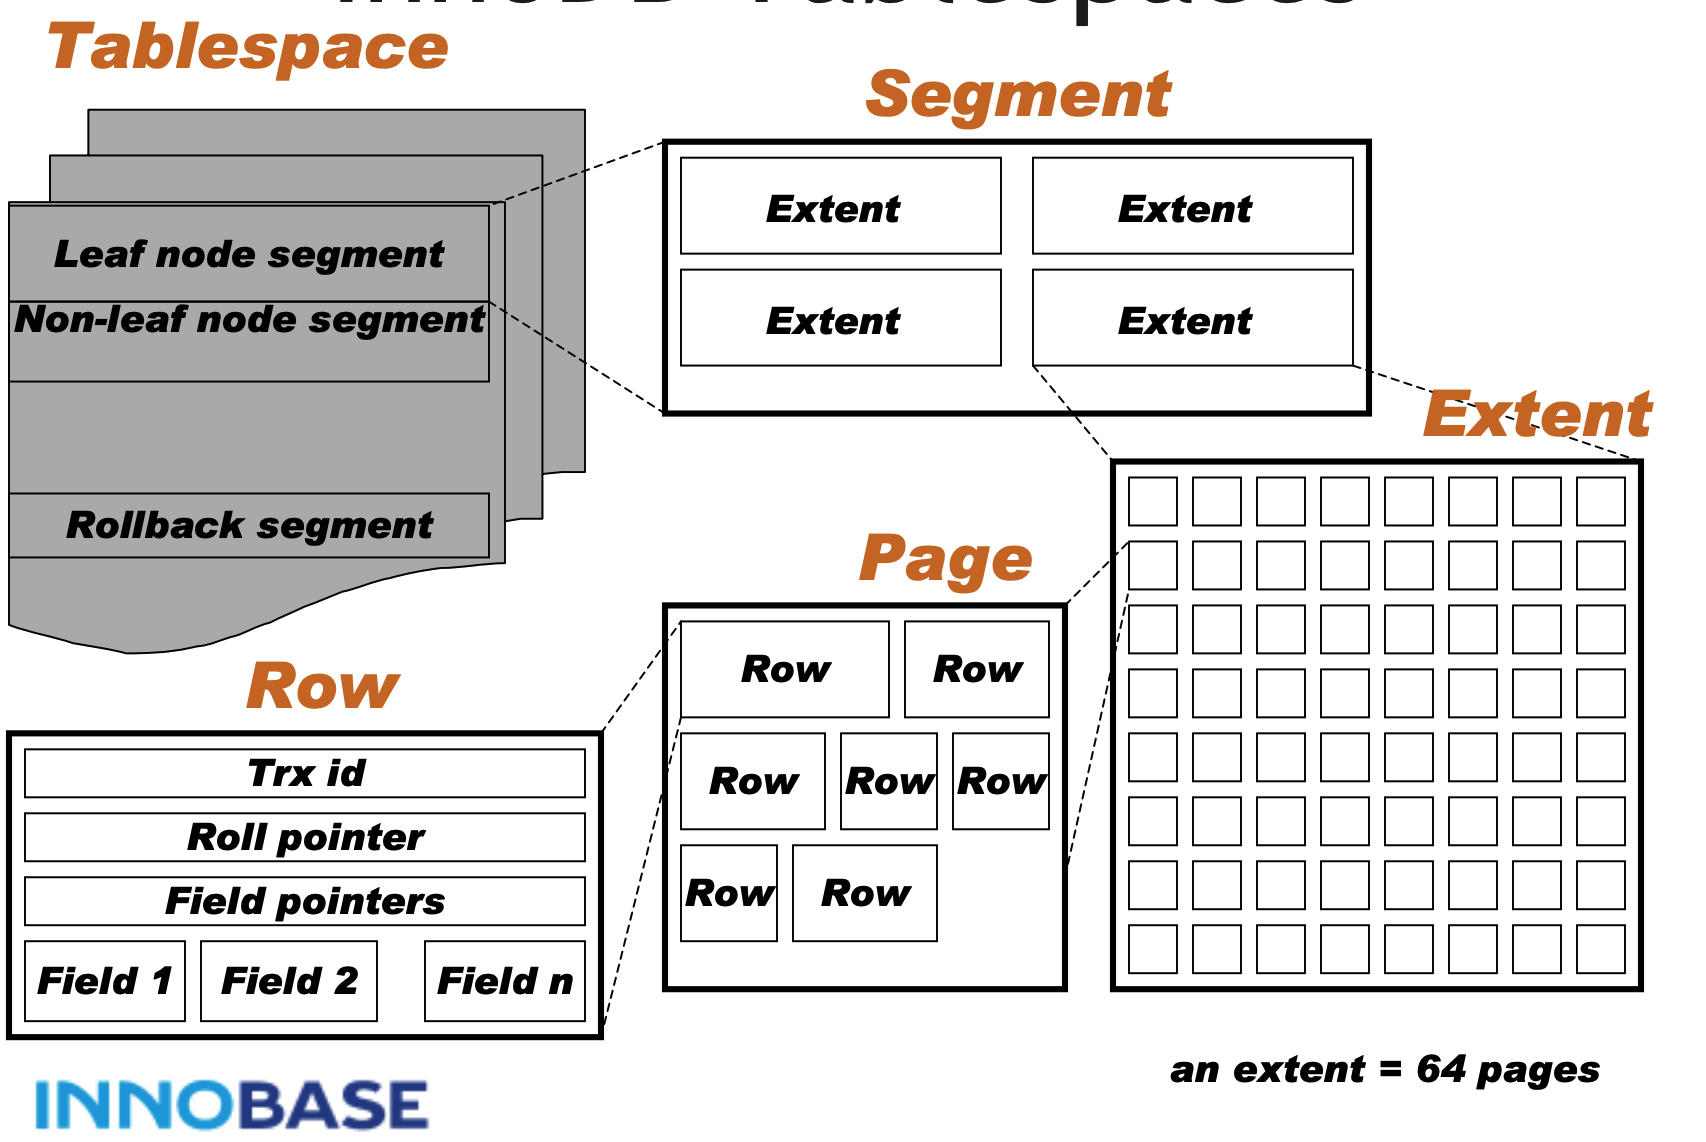 InnoDB Tablespaces
Tablespace
Segment
Leaf node segment
Non-leaf node segment
Rollback segment
Extent Extent
Extent Extent
Extent
Page
Row Row
Row Row Row
Row Row
Row
Trx id
Roll pointer
Field pointers
Field 1 Field 2 Field n
an extent = 64 pages
INNOBASE